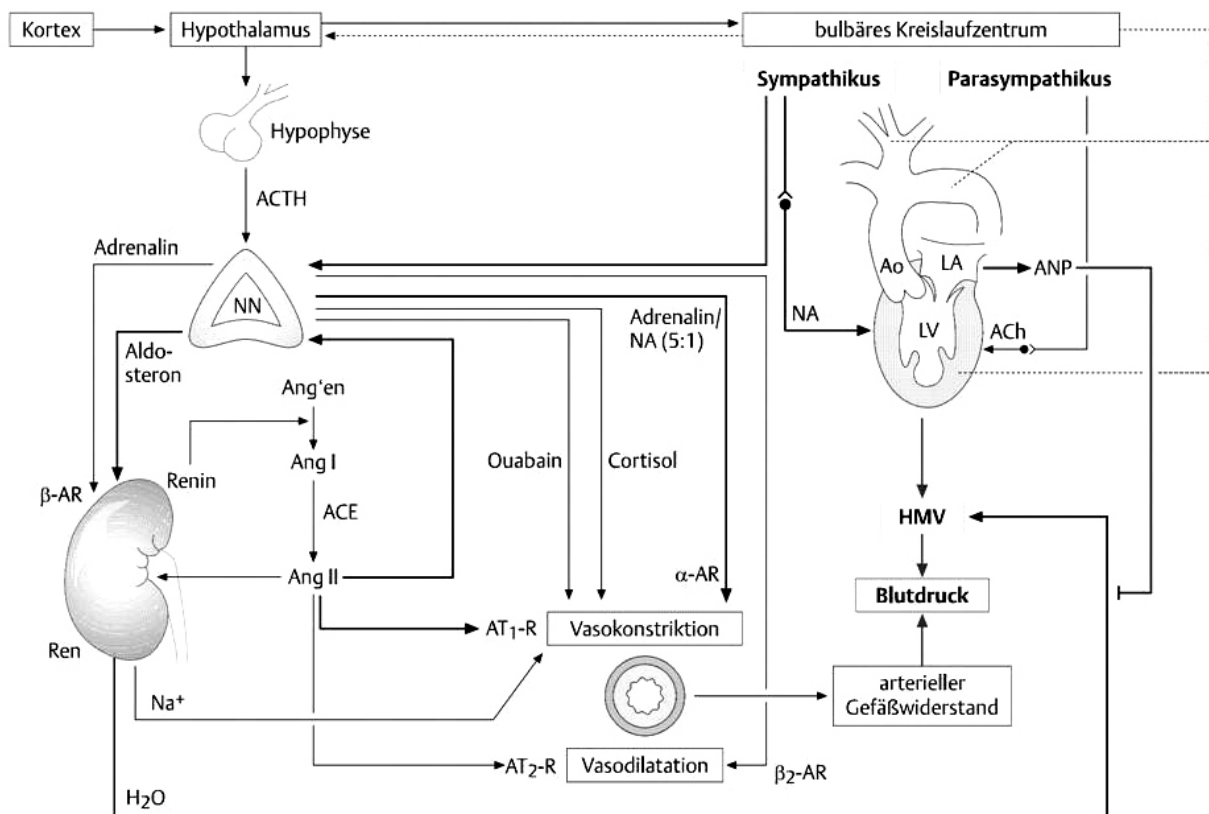 Kortex
Hypothalamus
bulbäres Kreislaufzentrum
Sympathikus
Parasympathikus
Hypophyse
ACTH
Adrenalin
NN
Ao
LA
ANP
Adrenalin/
NA (5:1)
NA
LV
ACh
Aldo-
steron
Ang'en
Renin
Ang I
Ouabain
Cortisol
β-AR
ACE
HMV
Ang II
α-AR
Blutdruck
AT1-R
Vasokonstriktion
Ren
Na+
arterieller
Gefäßwiderstand
AT2-R
Vasodilatation
β2-AR
H2O